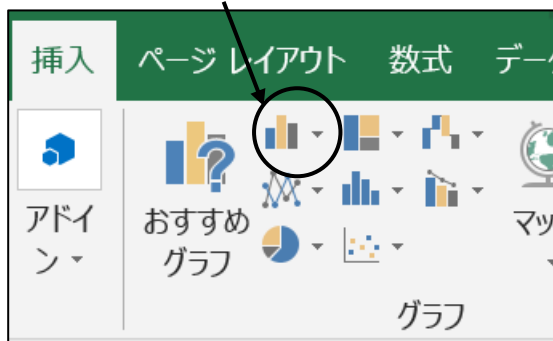 挿入 ページ レイアウト 数式 デー
アドイ
ン
おすすめ
グラフ
マッ
グラフ